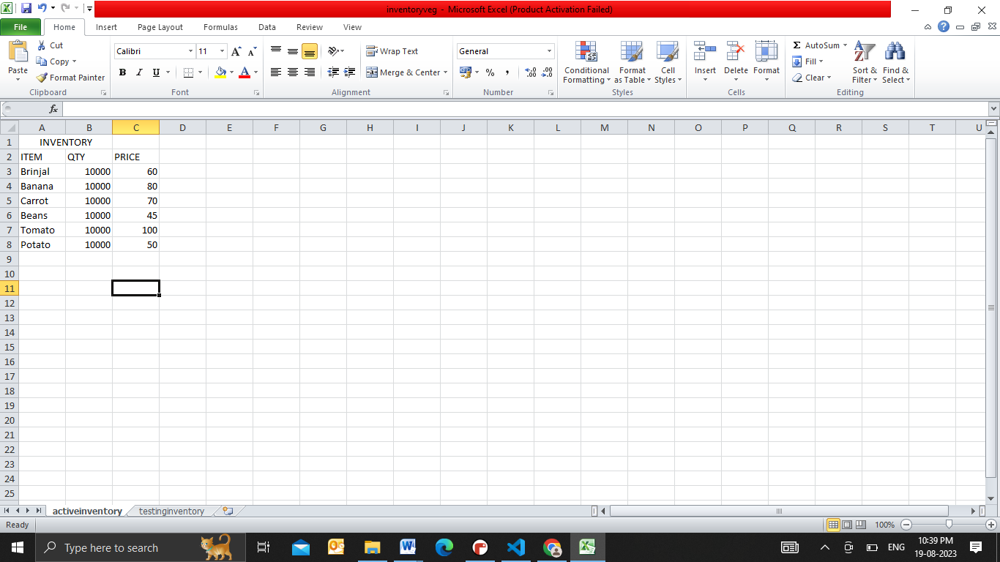 inventoryveg - Microsoft Excel (Product Activation Failed)
File Home Insert Page Layout Formulas Data Review View
Paste
Cut
Copy
Format Painter
Clipboard
Calibri 11
B I U
Font
Wrap Text
Merge & Center
Alignment
General
% ,
Number
Conditional Formatting
Format as Table
Cell Styles
Styles
Insert Delete Format
Cells
Σ AutoSum
Fill
Clear
Sort & Filter
Find & Select
Editing
fx
A B C D E F G H I J K L M N O P Q R S T U
1 INVENTORY
2 ITEM QTY PRICE
3 Brinjal 10000 60
4 Banana 10000 80
5 Carrot 10000 70
6 Beans 10000 45
7 Tomato 10000 100
8 Potato 10000 50
9
10
11
12
13
14
15
16
17
18
19
20
21
22
23
24
25
activeinventory testinginventory
Ready 100%
Type here to search ENG 10:39 PM
19-08-2023